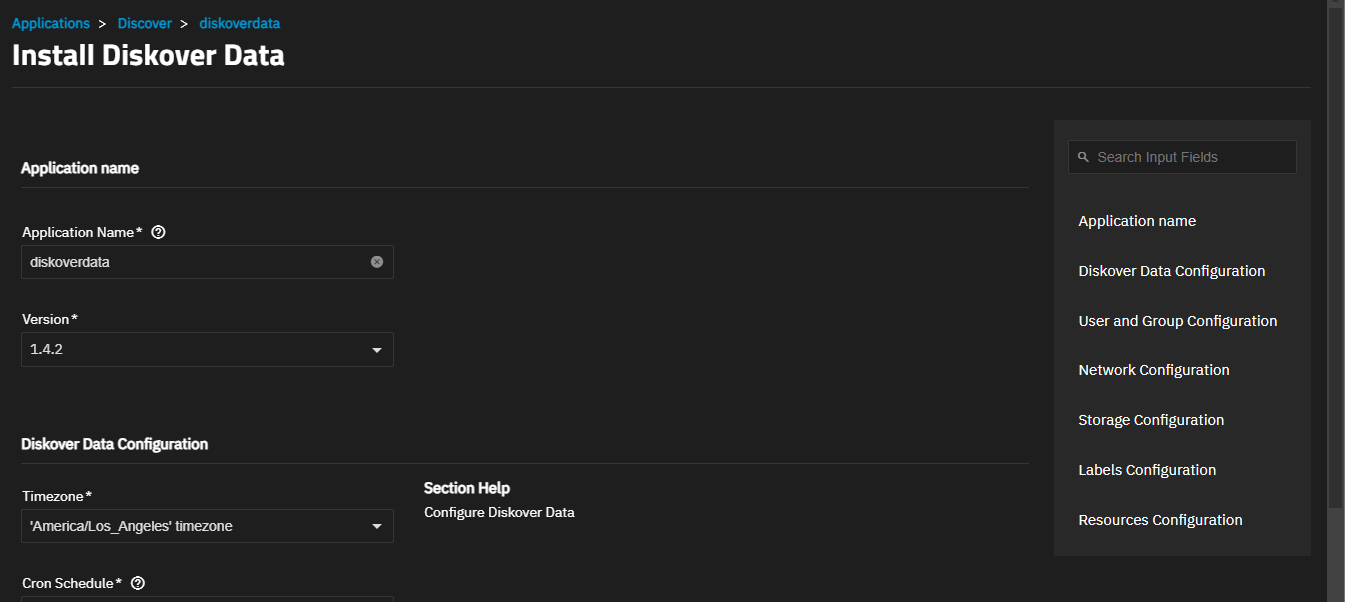 Applications > Discover > diskoverdata
Install Diskover Data
Application name
Application Name*
diskoverdata
Version*
1.4.2
Diskover Data Configuration
Timezone*
'America/Los_Angeles' timezone
Cron Schedule*
Section Help
Configure Diskover Data
Search Input Fields
Application name
Diskover Data Configuration
User and Group Configuration
Network Configuration
Storage Configuration
Labels Configuration
Resources Configuration